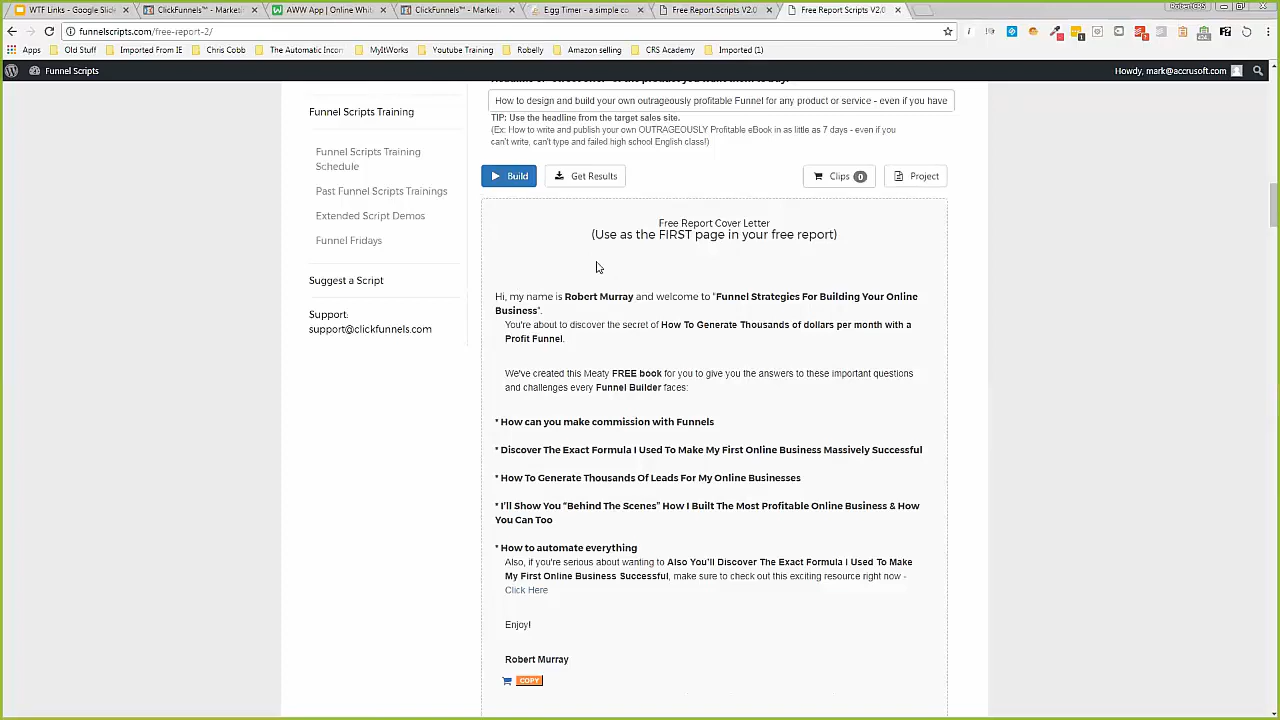 WTF Links - Google Slide
ClickFunnels™ - Marketi
AWW App | Online Whit
ClickFunnels™ - Marketi
Egg Timer - a simple co
Free Report Scripts V2.0
Free Report Scripts V2.0
funnelscripts.com/free-report-2/
Apps
Old Stuff
Imported From IE
Chris Cobb
The Automatic Incon
MyItWorks
Youtube Training
Robelly
Amazon selling
CRS Academy
Imported (1)
Funnel Scripts
Howdy, mark@accrusoft.com
Funnel Scripts Training
Funnel Scripts Training
Schedule
Past Funnel Scripts Trainings
Extended Script Demos
Funnel Fridays
Suggest a Script
Support:
support@clickfunnels.com
How to design and build your own outrageously profitable Funnel for any product or service - even if you have
TIP: Use the headline from the target sales site.
(Ex: How to write and publish your own OUTRAGEOUSLY Profitable eBook in as little as 7 days - even if you
can't write, can't type and failed high school English class!)
Build
Get Results
Clips 0
Project
Free Report Cover Letter
(Use as the FIRST page in your free report)
Hi, my name is Robert Murray and welcome to "Funnel Strategies For Building Your Online
Business".
You're about to discover the secret of How To Generate Thousands of dollars per month with a
Profit Funnel.
We've created this Meaty FREE book for you to give you the answers to these important questions
and challenges every Funnel Builder faces:
* How can you make commission with Funnels
* Discover The Exact Formula I Used To Make My First Online Business Massively Successful
* How To Generate Thousands Of Leads For My Online Businesses
* I'll Show You “Behind The Scenes” How I Built The Most Profitable Online Business & How
You Can Too
* How to automate everything
Also, if you're serious about wanting to Also You'll Discover The Exact Formula I Used To Make
My First Online Business Successful, make sure to check out this exciting resource right now -
Click Here
Enjoy!
Robert Murray
COPY